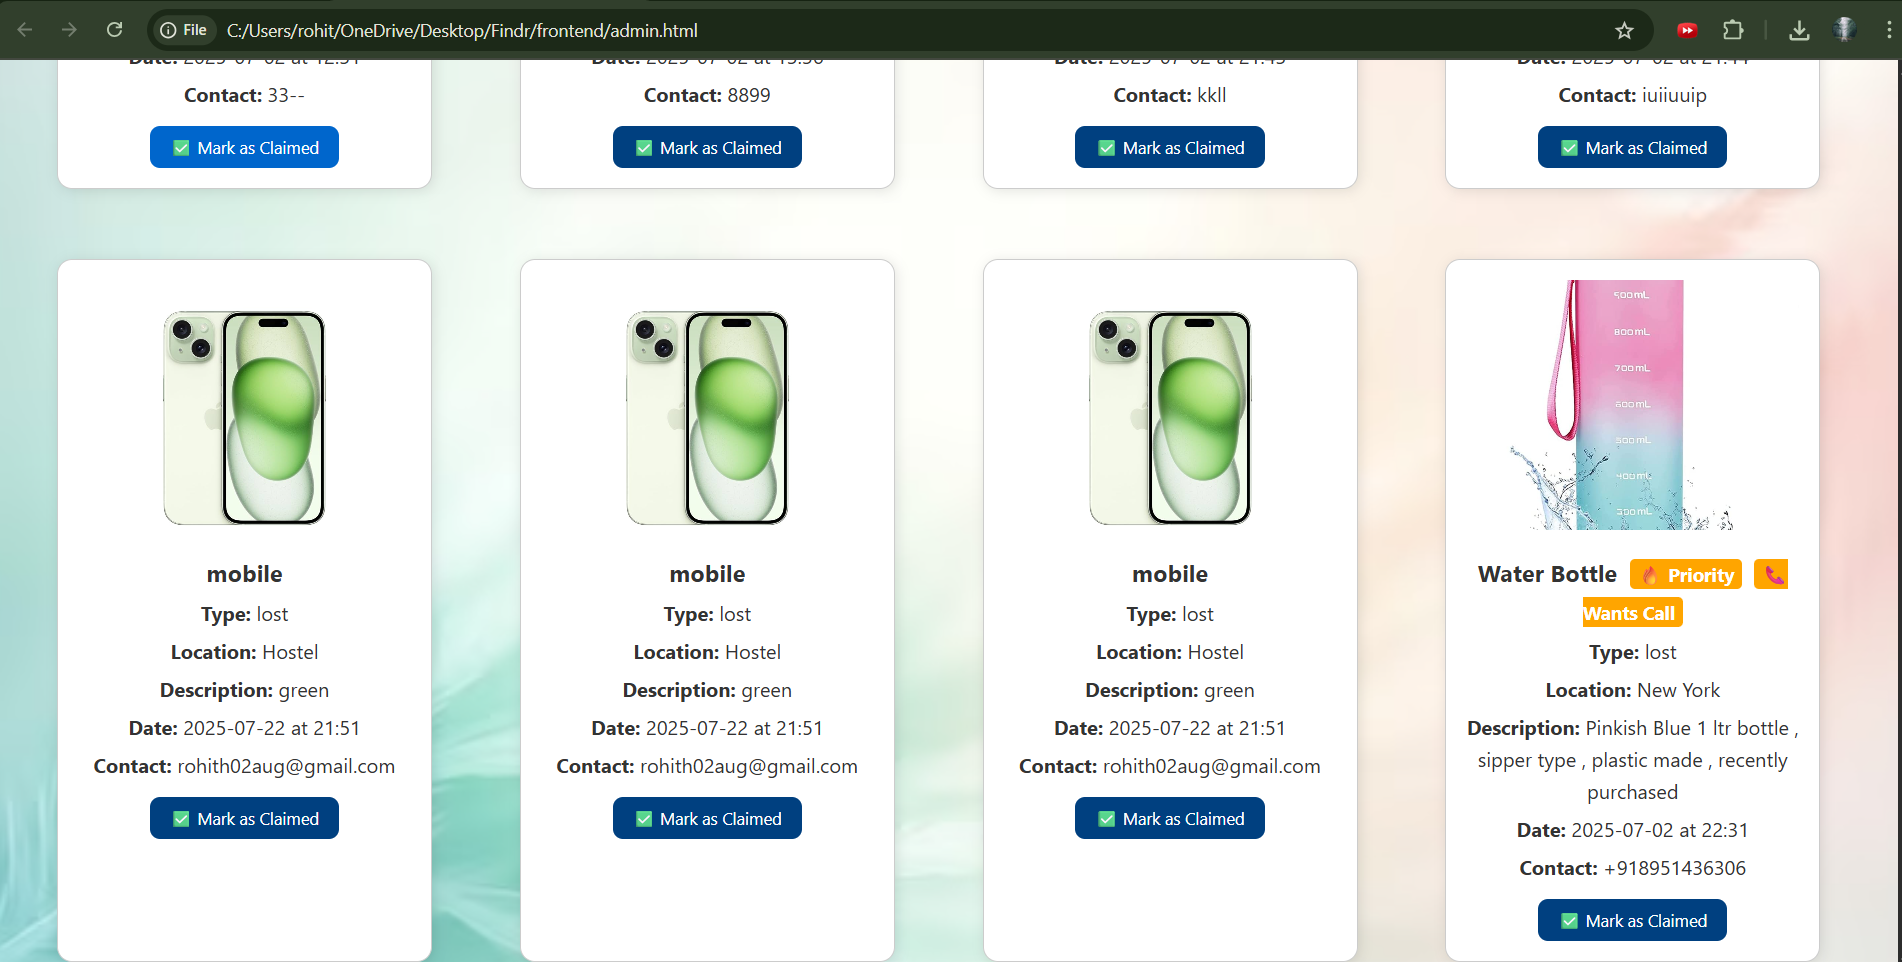 File C:/Users/rohit/OneDrive/Desktop/Findr/frontend/admin.html
Contact: 33--
✅ Mark as Claimed
Contact: 8899
✅ Mark as Claimed
Contact: kkll
✅ Mark as Claimed
Contact: iuiiuuip
✅ Mark as Claimed
mobile
Type: lost
Location: Hostel
Description: green
Date: 2025-07-22 at 21:51
Contact: rohith02aug@gmail.com
✅ Mark as Claimed
mobile
Type: lost
Location: Hostel
Description: green
Date: 2025-07-22 at 21:51
Contact: rohith02aug@gmail.com
✅ Mark as Claimed
mobile
Type: lost
Location: Hostel
Description: green
Date: 2025-07-22 at 21:51
Contact: rohith02aug@gmail.com
✅ Mark as Claimed
900mL
800mL
700mL
600mL
500mL
400mL
300mL
Water Bottle 🔥 Priority 📞
Wants Call
Type: lost
Location: New York
Description: Pinkish Blue 1 ltr bottle ,
sipper type , plastic made , recently
purchased
Date: 2025-07-02 at 22:31
Contact: +918951436306
✅ Mark as Claimed